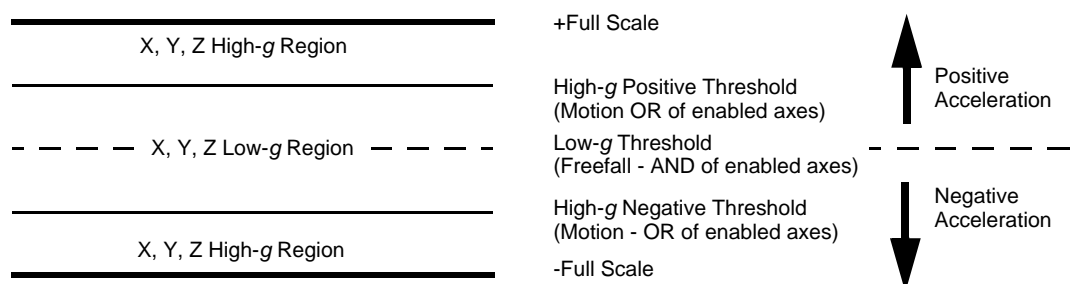 +Full Scale
X, Y, Z High-g Region
High-g Positive Threshold
(Motion OR of enabled axes)
Positive
Acceleration
X, Y, Z Low-g Region
Low-g Threshold
(Freefall - AND of enabled axes)
High-g Negative Threshold
(Motion - OR of enabled axes)
Negative
Acceleration
X, Y, Z High-g Region
-Full Scale